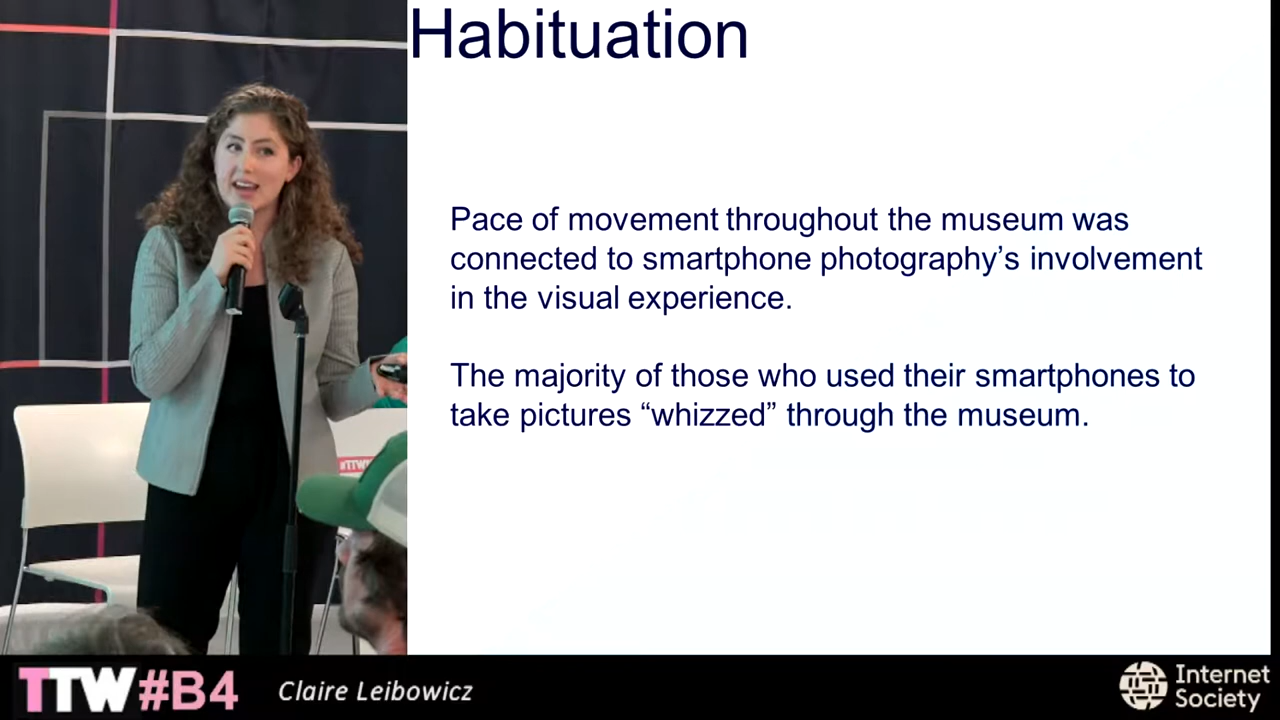 Habituation
Pace of movement throughout the museum was
connected to smartphone photography’s involvement
in the visual experience.
The majority of those who used their smartphones to
take pictures “whizzed” through the museum.
#TTW
TTW#B4
Claire Leibowicz
Internet
Society